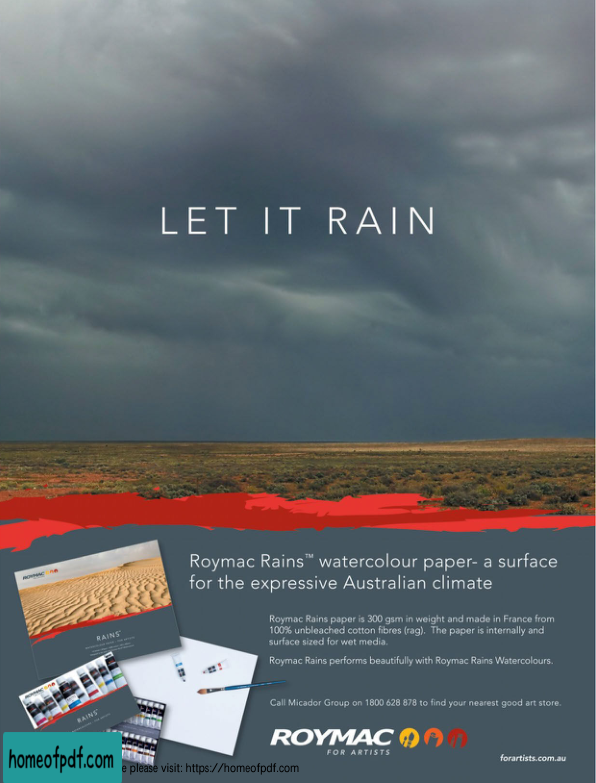 LET IT RAIN
Roymac Rains™ watercolour paper- a surface
for the expressive Australian climate
Roymac Rains paper is 300 gsm in weight and made in France from
100% unbleached cotton fibres (rag). The paper is internally and
surface sized for wet media.
Roymac Rains performs beautifully with Roymac Rains Watercolours.
Call Micador Group on 1800 628 878 to find your nearest good art store.
ROYMAC
RAINS
ROYMAC
RAINS
ROYMAC
FOR ARTISTS
forartists.com.au
homeofpdf.com
please visit: https://homeofpdf.com